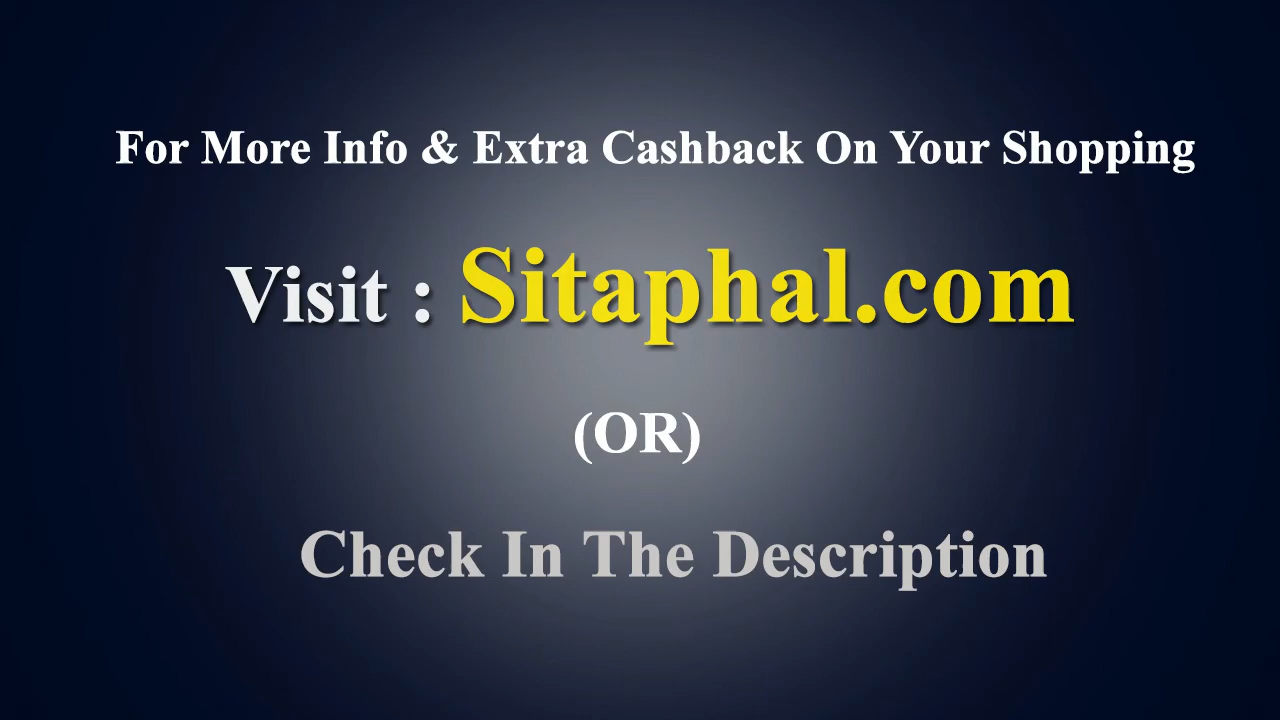 For More Info & Extra Cashback On Your Shopping
Visit : Sitaphal.com
(OR)
Check In The Description